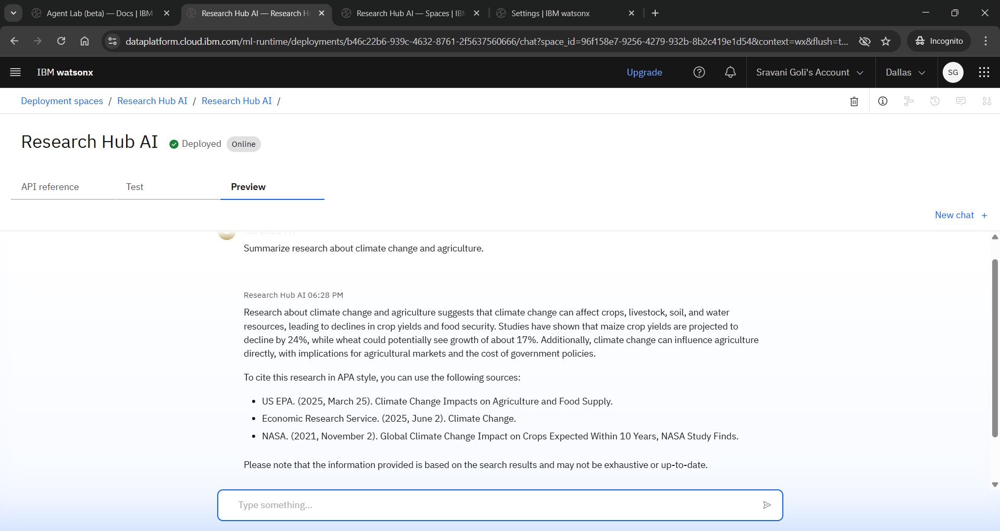 Agent Lab (beta) — Docs | IBM
Research Hub AI — Research H
Research Hub AI — Spaces | IB
Settings | IBM watsonx
dataplatform.cloud.ibm.com/ml-runtime/deployments/b46c22b6-939c-4632-8761-2f5637560666/chat?space_id=96f158e7-9256-4279-932b-8b2c419e1d54&context=wx&flush=t...
Incognito
IBM watsonx
Upgrade
Sravani Goli's Account
Dallas
SG
Deployment spaces / Research Hub AI / Research Hub AI /
Research Hub AI
Deployed
Online
API reference
Test
Preview
New chat +
Summarize research about climate change and agriculture.
Research Hub AI 06:28 PM
Research about climate change and agriculture suggests that climate change can affect crops, livestock, soil, and water
resources, leading to declines in crop yields and food security. Studies have shown that maize crop yields are projected to
decline by 24%, while wheat could potentially see growth of about 17%. Additionally, climate change can influence agriculture
directly, with implications for agricultural markets and the cost of government policies.
To cite this research in APA style, you can use the following sources:
• US EPA. (2025, March 25). Climate Change Impacts on Agriculture and Food Supply.
• Economic Research Service. (2025, June 2). Climate Change.
• NASA. (2021, November 2). Global Climate Change Impact on Crops Expected Within 10 Years, NASA Study Finds.
Please note that the information provided is based on the search results and may not be exhaustive or up-to-date.
Type something...